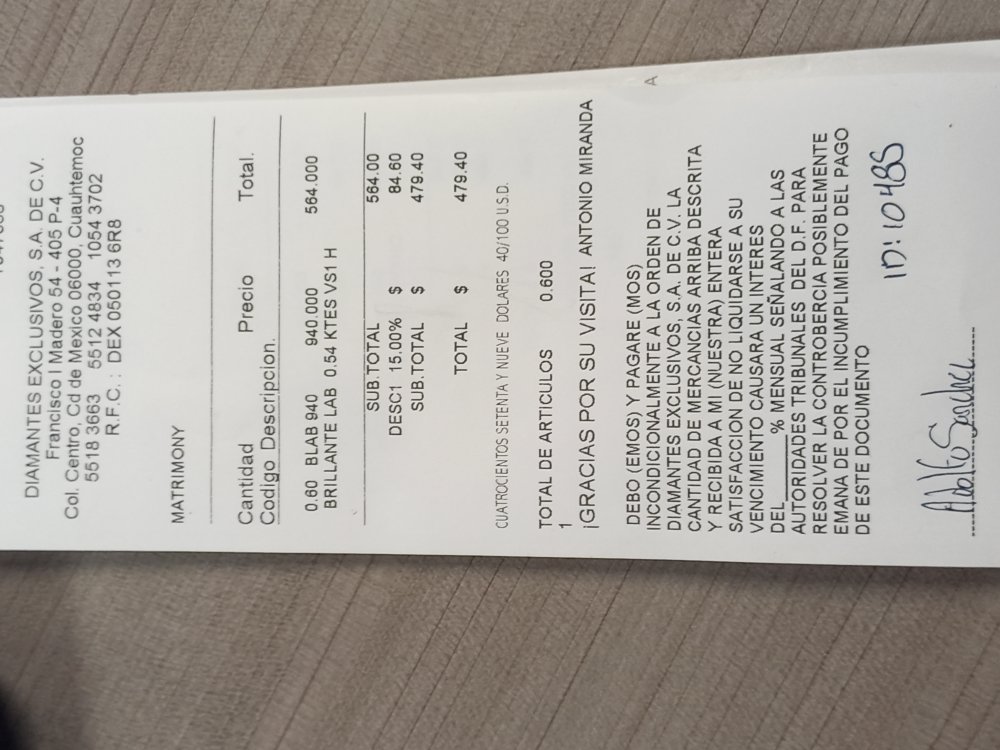 DIAMANTES EXCLUSIVOS, S.A. DE C.V.
Francisco I Madero 54 - 405 P-4
Col. Centro, Cd de Mexico 06000, Cuauhtemoc
5518 3663 5512 4834 1054 3702
R.F.C. : DEX 050113 6R8
MATRIMONY
Cantidad Precio Total.
Codigo Descripcion.
0.60 BLAB 940 940.000 564.000
BRILLANTE LAB 0.54 KTES VS1 H
SUB.TOTAL 564.00
DESC1 15.00% $ 84.60
SUB.TOTAL $ 479.40
TOTAL $ 479.40
CUATROCIENTOS SETENTA Y NUEVE DOLARES 40/100 U.S.D.
TOTAL DE ARTICULOS 0.600
1
¡GRACIAS POR SU VISITA! ANTONIO MIRANDA
A
DEBO (EMOS) Y PAGARE (MOS)
INCONDICIONALMENTE A LA ORDEN DE
DIAMANTES EXCLUSIVOS, S.A. DE C.V. LA
CANTIDAD DE MERCANCIAS ARRIBA DESCRITA
Y RECIBIDA A MI (NUESTRA) ENTERA
SATISFACCION DE NO LIQUIDARSE A SU
VENCIMIENTO CAUSARA UN INTERES
DEL_____% MENSUAL SEÑALANDO A LAS
AUTORIDADES TRIBUNALES DEL D.F. PARA
RESOLVER LA CONTROBERCIA POSIBLEMENTE
EMANA DE POR EL INCUMPLIMIENTO DEL PAGO
DE ESTE DOCUMENTO
ID: 10485